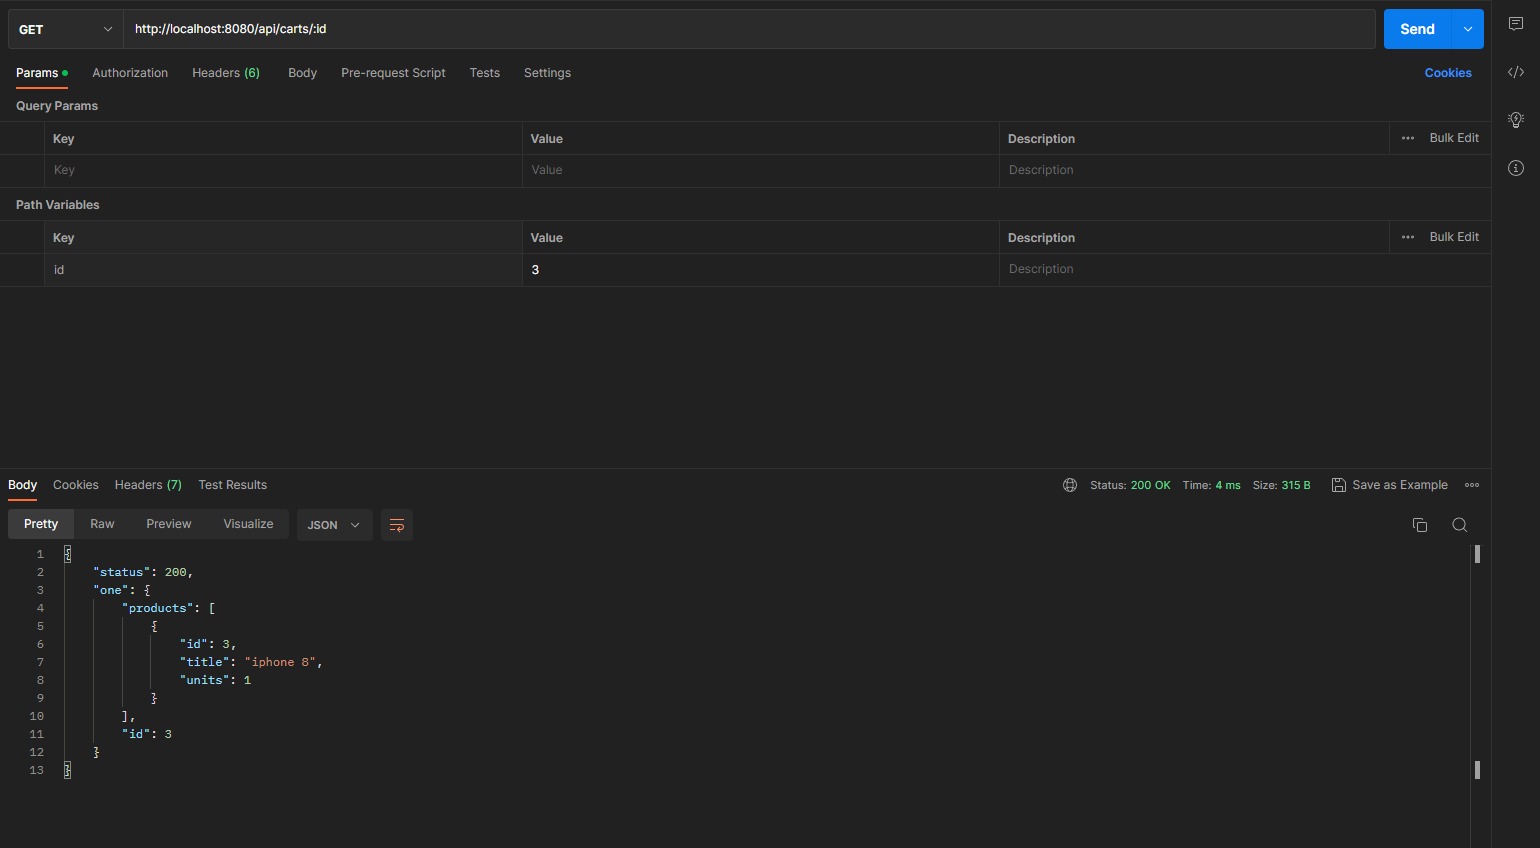 GET http://localhost:8080/api/carts/:id Send
Params Authorization Headers (6) Body Pre-request Script Tests Settings Cookies
Query Params
Key Value Description ••• Bulk Edit
Key Value Description
Path Variables
Key Value Description ••• Bulk Edit
id 3 Description
Body Cookies Headers (7) Test Results Status: 200 OK Time: 4 ms Size: 315 B Save as Example
Pretty Raw Preview Visualize JSON
1 {
2 "status": 200,
3 "one": {
4 "products": [
5 {
6 "id": 3,
7 "title": "iphone 8",
8 "units": 1
9 }
10 ],
11 "id": 3
12 }
13 }